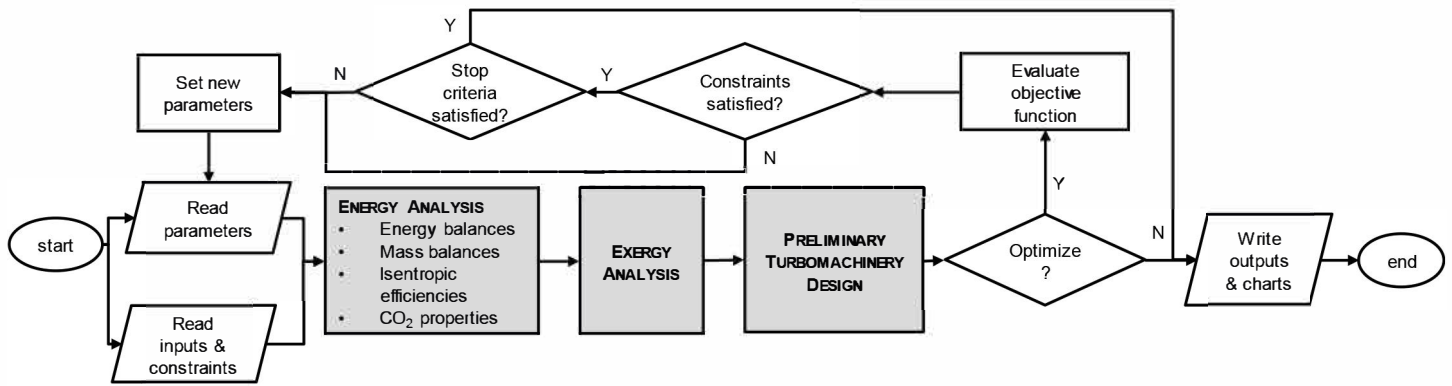 Y
Set new
parameters
N
Stop
criteria
satisfied?
Y
Constraints
satisfied?
N
Evaluate
objective
function
Y
start
Read
parameters
Read
inputs &
constraints
ENERGY ANALYSIS
• Energy balances
• Mass balances
• Isentropic
efficiencies
• CO₂ properties
EXERGY
ANALYSIS
PRELIMINARY
TURBOMACHINERY
DESIGN
Optimize
?
N
Write
outputs
& charts
end